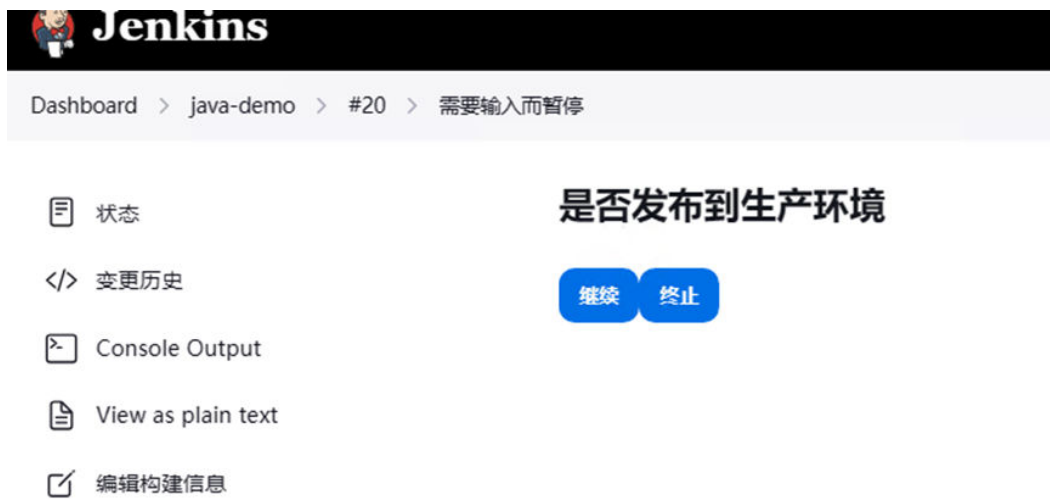 Jenkins
Dashboard > java-demo > #20 > 需要输入而暂停
状态
变更历史
Console Output
View as plain text
编辑构建信息
是否发布到生产环境
继续 终止